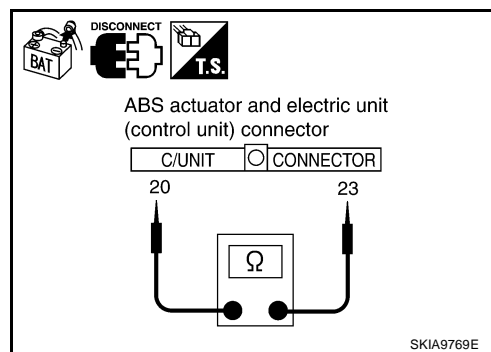 DISCONNECT
BAT
T.S.
ABS actuator and electric unit
(control unit) connector
C/UNIT CONNECTOR
20 23
Ω
SKIA9769E